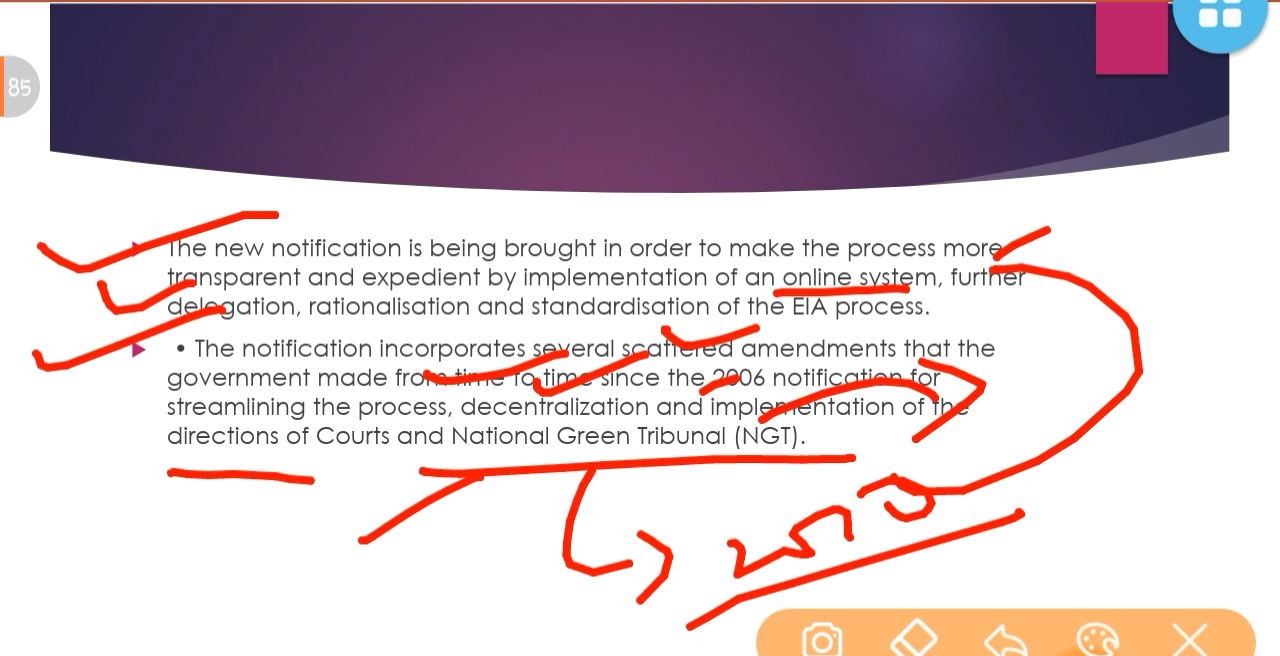 85
The new notification is being brought in order to make the process more
transparent and expedient by implementation of an online system, further
delegation, rationalisation and standardisation of the EIA process.
• The notification incorporates several scattered amendments that the
government made from time to time since the 2006 notification for
streamlining the process, decentralization and implementation of the
directions of Courts and National Green Tribunal (NGT).